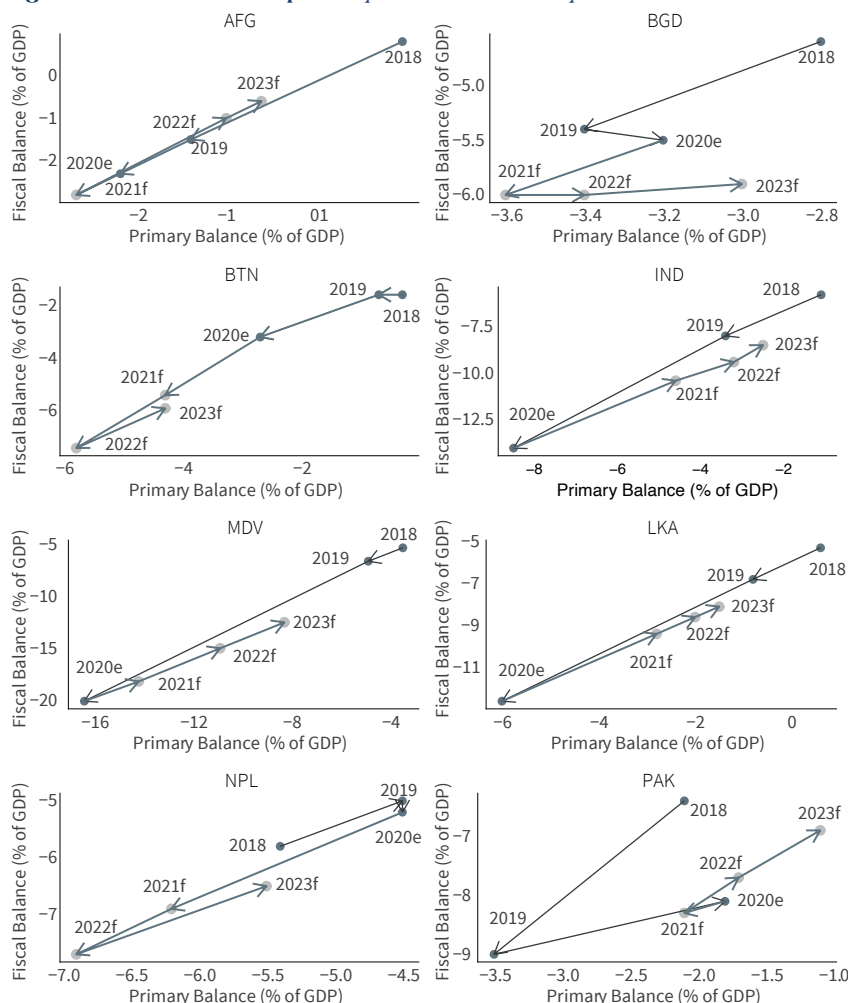 AFG
Fiscal Balance (% of GDP)
0
−1
−2
2018
2023f
2022f
2019
2020e
2021f
−2
−1
01
Primary Balance (% of GDP)
BGD
Fiscal Balance (% of GDP)
−5.0
−5.5
−6.0
2018
2019
2020e
2021f
2022f
2023f
−3.6
−3.4
−3.2
−3.0
−2.8
Primary Balance (% of GDP)
BTN
Fiscal Balance (% of GDP)
−2
−4
−6
2019
2018
2020e
2021f
2023f
2022f
−6
−4
−2
Primary Balance (% of GDP)
IND
Fiscal Balance (% of GDP)
−7.5
−10.0
−12.5
2018
2019
2023f
2022f
2021f
2020e
−8
−6
−4
−2
Primary Balance (% of GDP)
MDV
Fiscal Balance (% of GDP)
−5
−10
−15
−20
2018
2019
2023f
2022f
2020e
2021f
−16
−12
−8
−4
Primary Balance (% of GDP)
LKA
Fiscal Balance (% of GDP)
−5
−7
−9
−11
2019
2018
2023f
2022f
2021f
2020e
−6
−4
−2
0
Primary Balance (% of GDP)
NPL
Fiscal Balance (% of GDP)
−5
−6
−7
2019
2018
2020e
2021f
2023f
2022f
−7.0
−6.5
−6.0
−5.5
−5.0
−4.5
Primary Balance (% of GDP)
PAK
Fiscal Balance (% of GDP)
−7
−8
−9
2018
2023f
2022f
2020e
2019
2021f
−3.5
−3.0
−2.5
−2.0
−1.5
−1.0
Primary Balance (% of GDP)